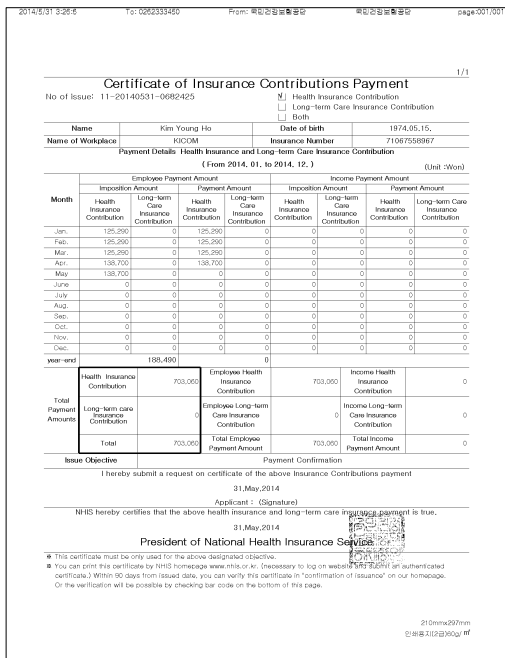 2014/5/31 3:26:6 To: 0262333450 From: 국민건강보험공단 국민건강보험공단 page:001/001
1/1
Certificate of Insurance Contributions Payment
No of Issue: 11-20140531-0682425
☑ Health Insurance Contribution
☐ Long-term Care Insurance Contribution
☐ Both
Name Kim Young Ho Date of birth 1974.05.15.
Name of Workplace KICOM Insurance Number 71067558967
Payment Details Health Insurance and Long-term Care Insurance Contribution
( From 2014. 01. to 2014. 12. )
(Unit :Won)
Month Employee Payment Amount Income Payment Amount
Imposition Amount Payment Amount Imposition Amount Payment Amount
Health Insurance Contribution Long-term Care Insurance Contribution Health Insurance Contribution Long-term Care Insurance Contribution Health Insurance Contribution Long-term Care Insurance Contribution Health Insurance Contribution Long-term Care Insurance Contribution
Jan. 125,290 0 125,290 0 0 0 0 0
Feb. 125,290 0 125,290 0 0 0 0 0
Mar. 125,290 0 125,290 0 0 0 0 0
Apr. 138,700 0 138,700 0 0 0 0 0
May 138,700 0 0 0 0 0 0 0
June 0 0 0 0 0 0 0 0
July 0 0 0 0 0 0 0 0
Aug. 0 0 0 0 0 0 0 0
Sep. 0 0 0 0 0 0 0 0
Oct. 0 0 0 0 0 0 0 0
Nov. 0 0 0 0 0 0 0 0
Dec. 0 0 0 0 0 0 0 0
year-end 188,490 0
Total Payment Amounts
Health Insurance Contribution 703,060 Employee Health Insurance Contribution 703,060 Income Health Insurance Contribution 0
Long-term care Insurance Contribution 0 Employee Long-term Care Insurance Contribution 0 Income Long-term Care Insurance Contribution 0
Total 703,060 Total Employee Payment Amount 703,060 Total Income Payment Amount 0
Issue Objective Payment Confirmation
I hereby submit a request on certificate of the above Insurance Contributions payment
31,May,2014
Applicant : (Signature)
NHIS hereby certifies that the above health insurance and long-term care insurance payment is true.
31,May,2014
President of National Health Insurance Service
※ This certificate must be only used for the above designated objective.
※ You can print this certificate by NHIS homepage www.nhis.or.kr. (necessary to log on website and submit an authenticated
certificate.) Within 90 days from issued date, you can verify this certificate in "confirmation of issuance" on our homepage.
Or the verification will be possible by checking bar code on the bottom of this page.
210mm×297mm
인쇄용지(2급)60g/㎡